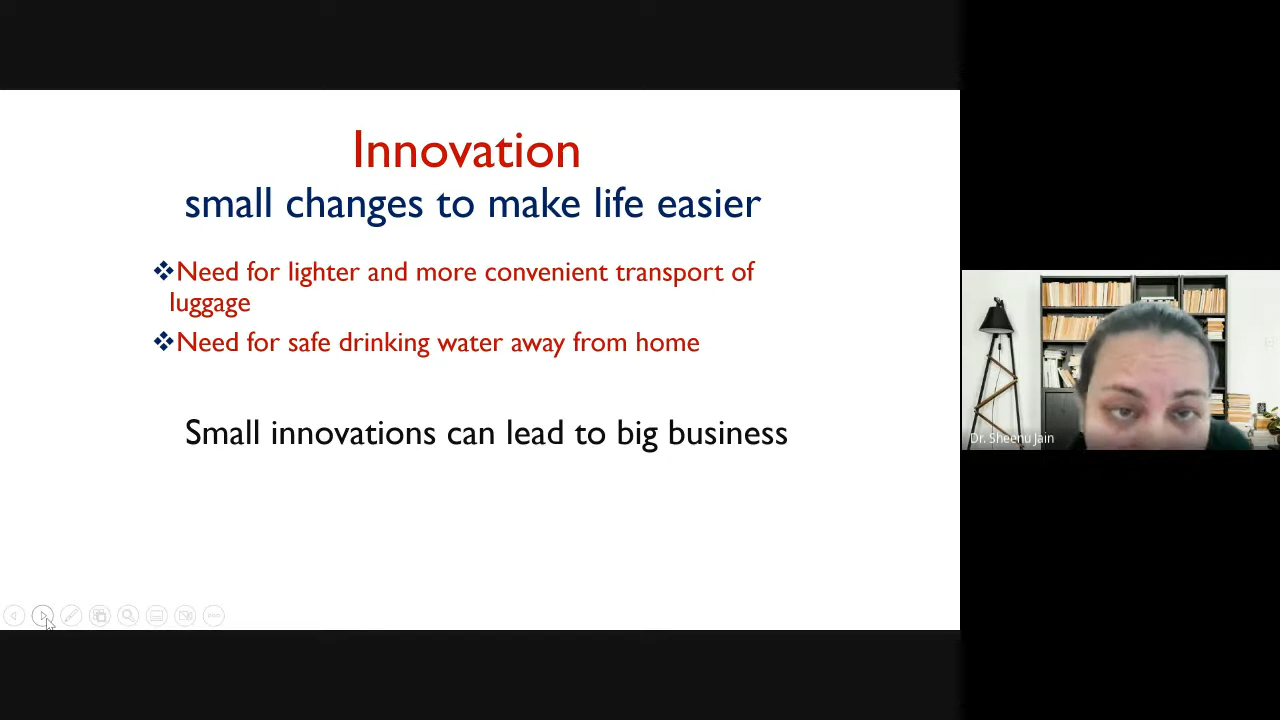 Innovation
small changes to make life easier
❖Need for lighter and more convenient transport of
luggage
❖Need for safe drinking water away from home
Small innovations can lead to big business
Dr. Sheenu Jain